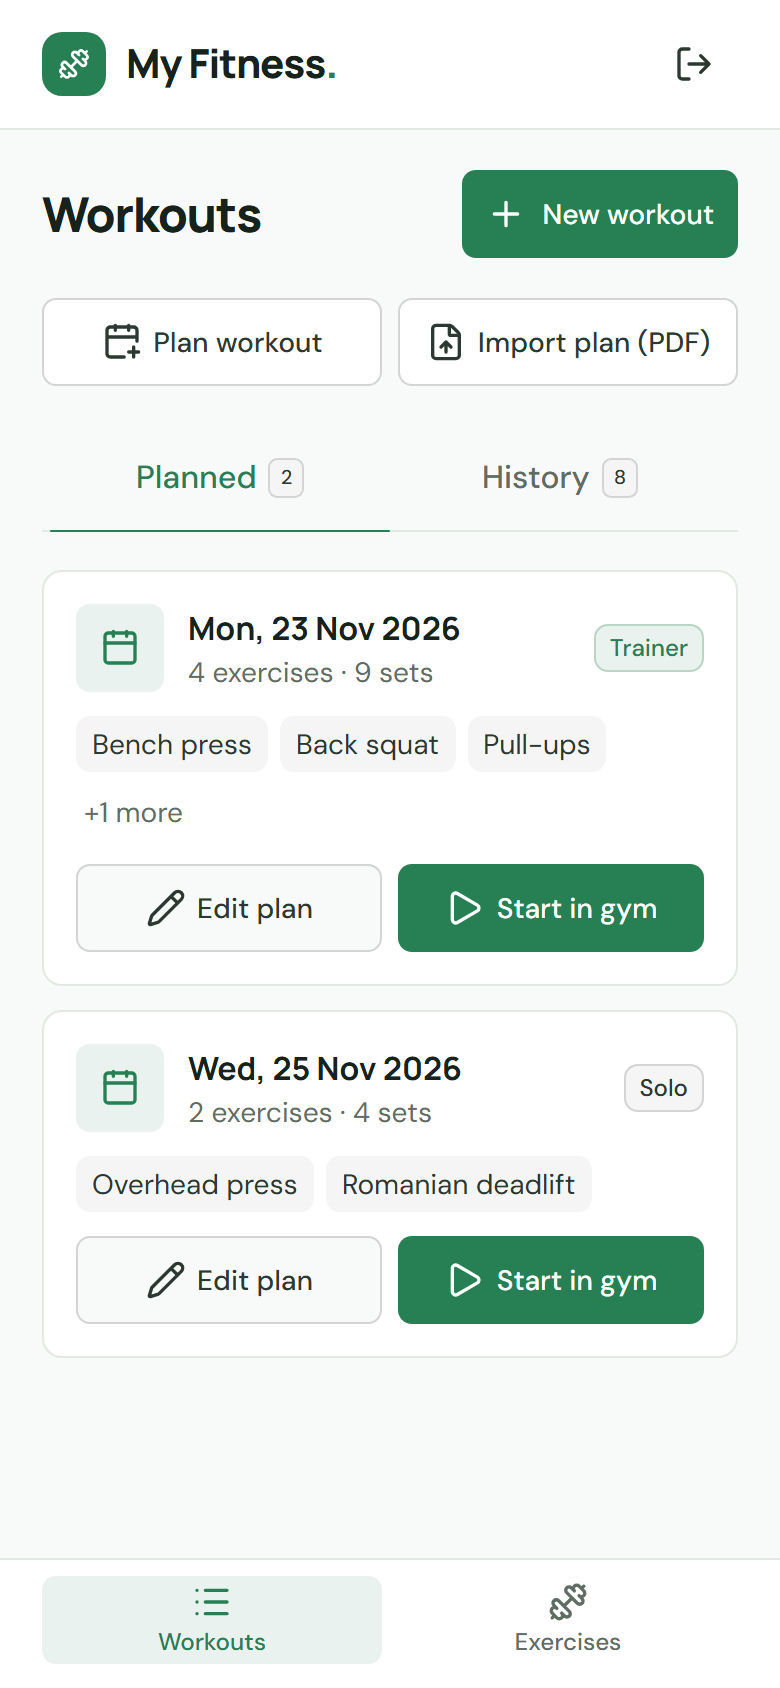 My Fitness.
Workouts
New workout
Plan workout
Import plan (PDF)
Planned 2
History 8
Mon, 23 Nov 2026
4 exercises · 9 sets
Trainer
Bench press
Back squat
Pull-ups
+1 more
Edit plan
Start in gym
Wed, 25 Nov 2026
2 exercises · 4 sets
Solo
Overhead press
Romanian deadlift
Edit plan
Start in gym
Workouts
Exercises